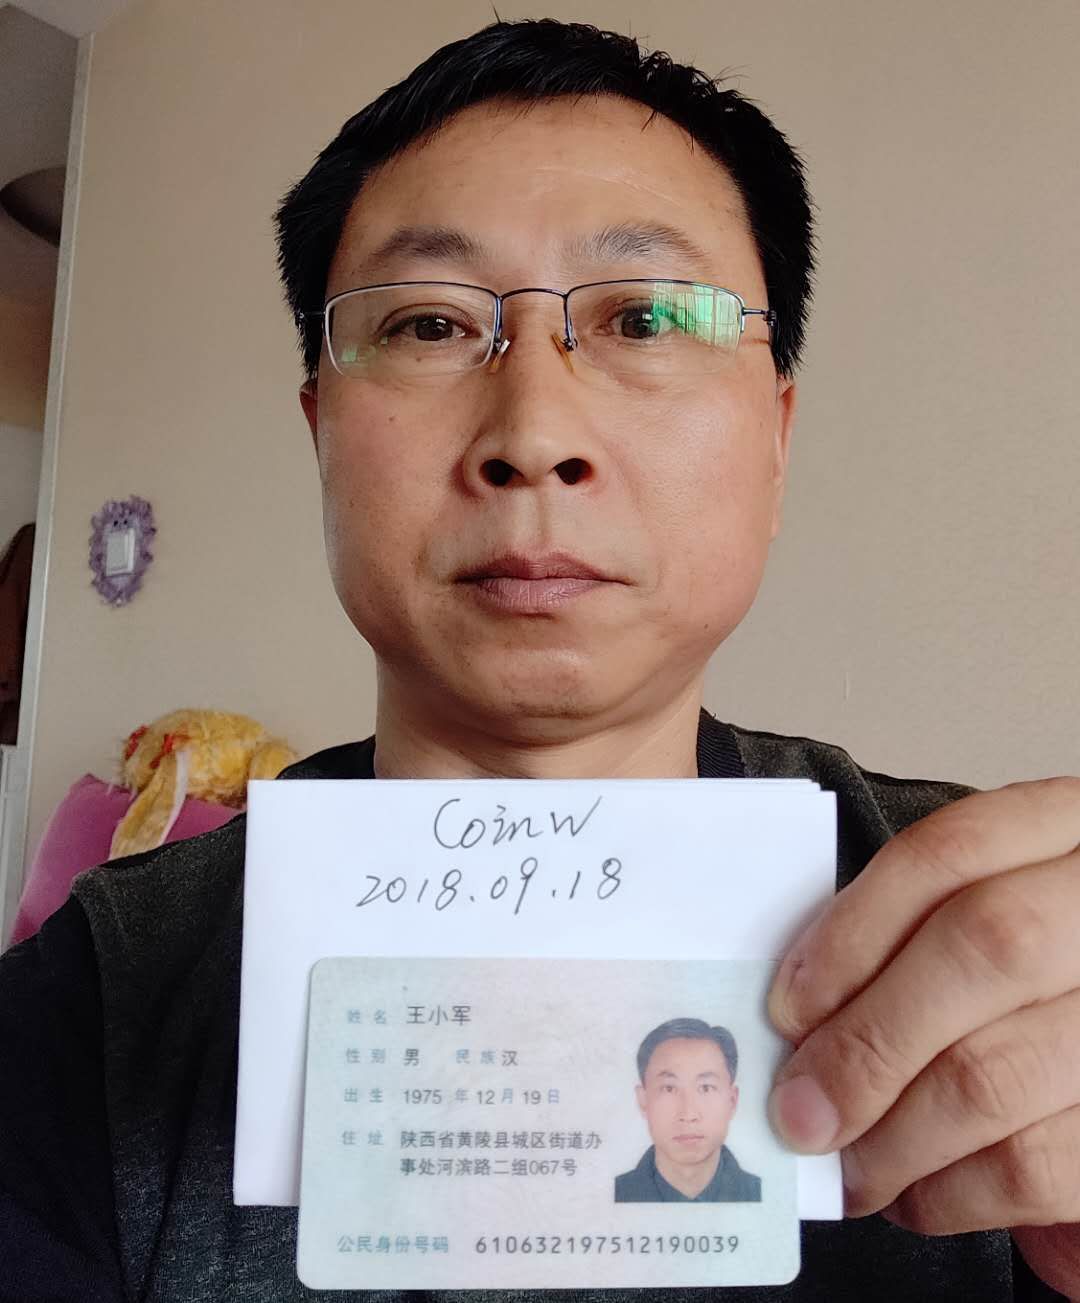 CoinW
2018.09.18
姓名 王小军
性别 男 民族 汉
出生 1975 年 12 月 19 日
住址 陕西省黄陵县城区街道办
事处河滨路二组067号
公民身份号码 610632197512190039